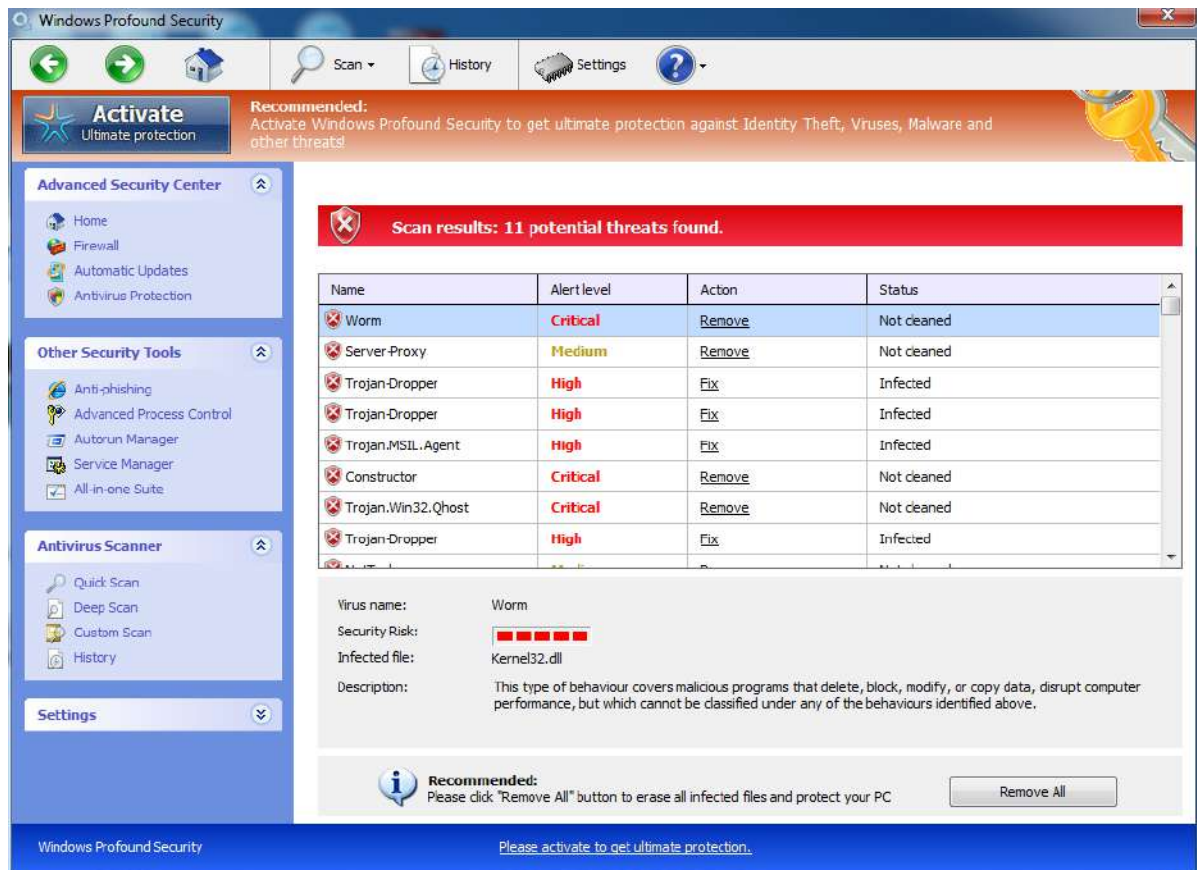 Windows Profound Security
Scan
History
Settings
Activate
Ultimate protection
Recommended:
Activate Windows Profound Security to get ultimate protection against Identity Theft, Viruses, Malware and
other threats!
Advanced Security Center
Home
Firewall
Automatic Updates
Antivirus Protection
Other Security Tools
Anti-phishing
Advanced Process Control
Autorun Manager
Service Manager
All-in-one Suite
Antivirus Scanner
Quick Scan
Deep Scan
Custom Scan
History
Settings
Scan results: 11 potential threats found.
Name Alert level Action Status
Worm Critical Remove Not cleaned
Server-Proxy Medium Remove Not cleaned
Trojan-Dropper High Fix Infected
Trojan-Dropper High Fix Infected
Trojan.MSIL.Agent High Fix Infected
Constructor Critical Remove Not cleaned
Trojan.Win32.Qhost Critical Remove Not cleaned
Trojan-Dropper High Fix Infected
Virus name: Worm
Security Risk:
Infected file: Kernel32.dll
Description: This type of behaviour covers malicious programs that delete, block, modify, or copy data, disrupt computer
performance, but which cannot be classified under any of the behaviours identified above.
Recommended:
Please click "Remove All" button to erase all infected files and protect your PC
Remove All
Windows Profound Security
Please activate to get ultimate protection.